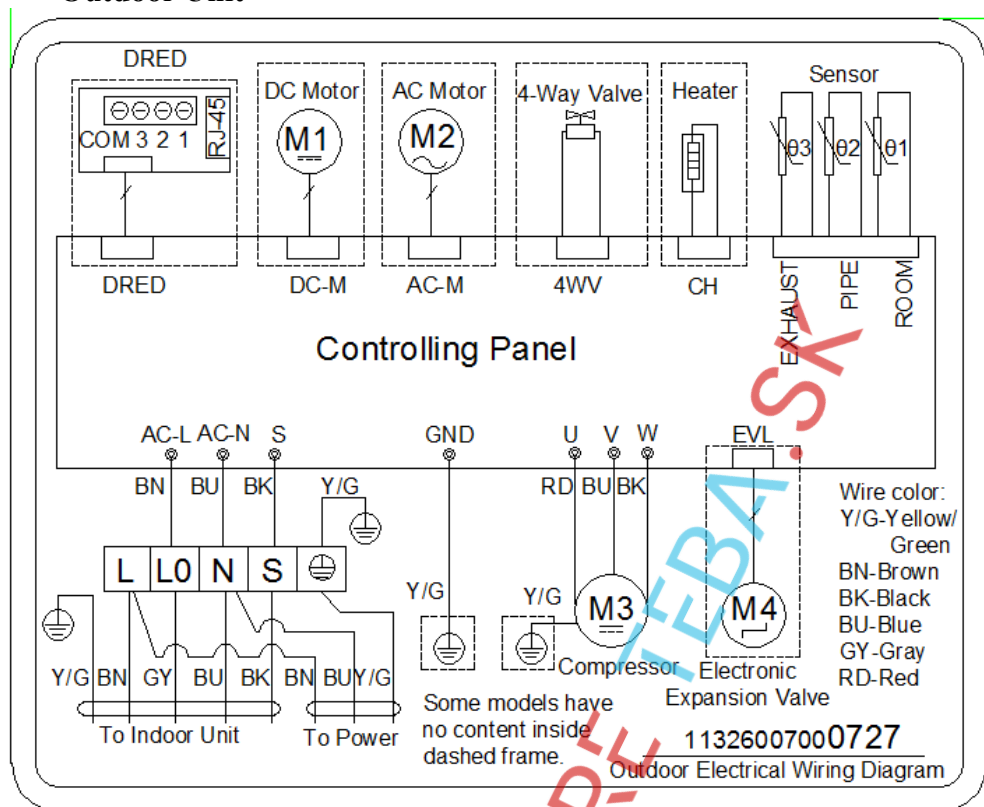 Outdoor Unit
DRED
DC Motor
AC Motor
4-Way Valve
Heater
Sensor
COM 3 2 1
RJ-45
M1
M2
θ3
θ2
θ1
DRED
DC-M
AC-M
4WV
CH
EXHAUST
PIPE
ROOM
Controlling Panel
AC-L
AC-N
S
GND
U
V
W
EVL
BN
BU
BK
Y/G
RD
BU
BK
L
L0
N
S
Y/G
Y/G
M3
M4
Compressor
Electronic
Expansion Valve
Wire color:
Y/G-Yellow/
Green
BN-Brown
BK-Black
BU-Blue
GY-Gray
RD-Red
Y/G
BN
GY
BU
BK
BN
BU
Y/G
To Indoor Unit
To Power
Some models have
no content inside
dashed frame.
11326007000727
Outdoor Electrical Wiring Diagram
TEBA.SK